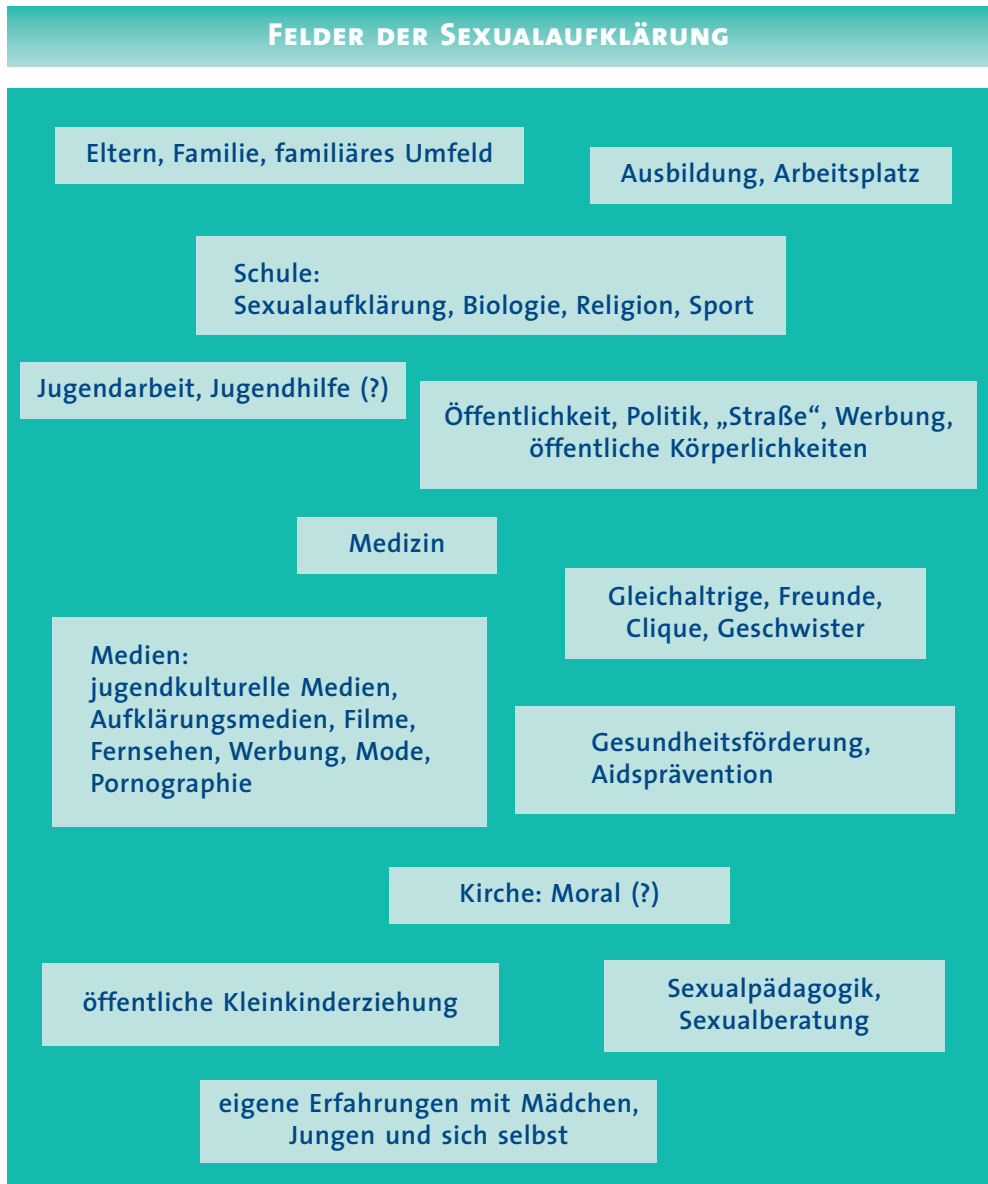 FELDER DER SEXUALAUFKLÄRUNG
Eltern, Familie, familiäres Umfeld
Ausbildung, Arbeitsplatz
Schule:
Sexualaufklärung, Biologie, Religion, Sport
Jugendarbeit, Jugendhilfe (?)
Öffentlichkeit, Politik, „Straße“, Werbung,
öffentliche Körperlichkeiten
Medizin
Gleichaltrige, Freunde,
Clique, Geschwister
Medien:
jugendkulturelle Medien,
Aufklärungsmedien, Filme,
Fernsehen, Werbung, Mode,
Pornographie
Gesundheitsförderung,
Aidsprävention
Kirche: Moral (?)
öffentliche Kleinkinderziehung
Sexualpädagogik,
Sexualberatung
eigene Erfahrungen mit Mädchen,
Jungen und sich selbst